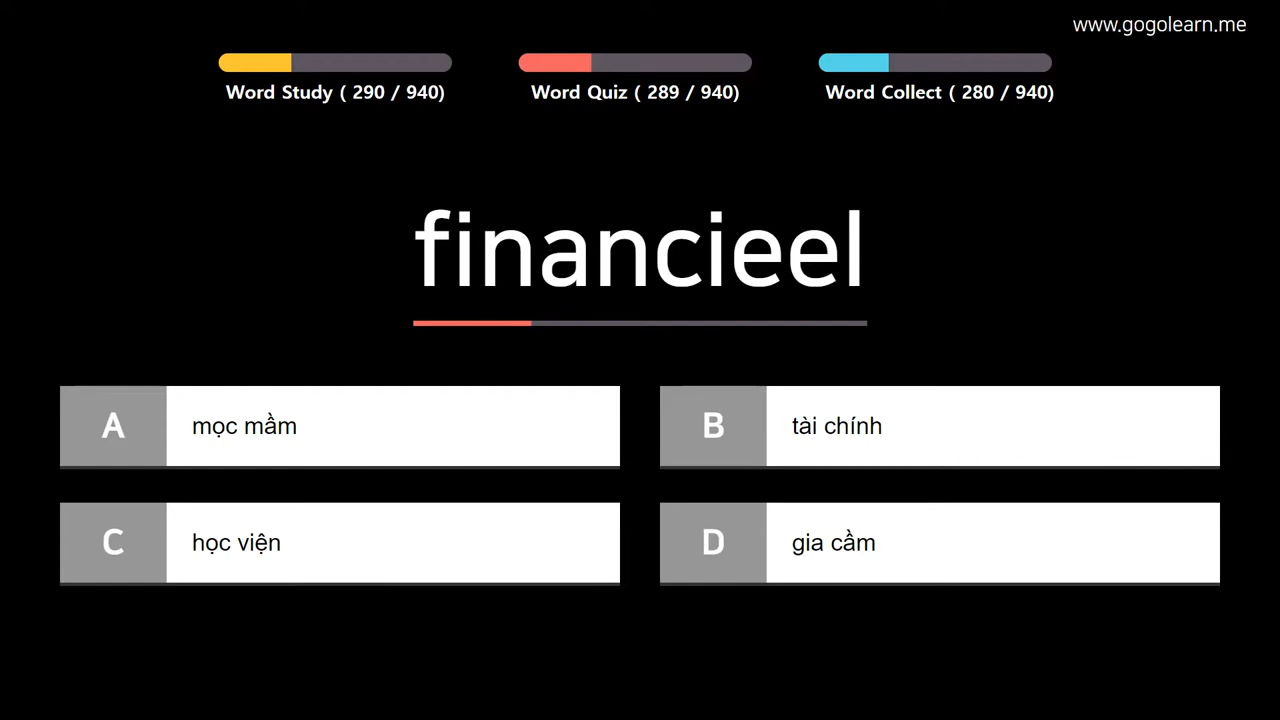 www.gogolearn.me
Word Study ( 290 / 940)
Word Quiz ( 289 / 940)
Word Collect ( 280 / 940)
financieel
A mọc mầm
B tài chính
C học viện
D gia cầm